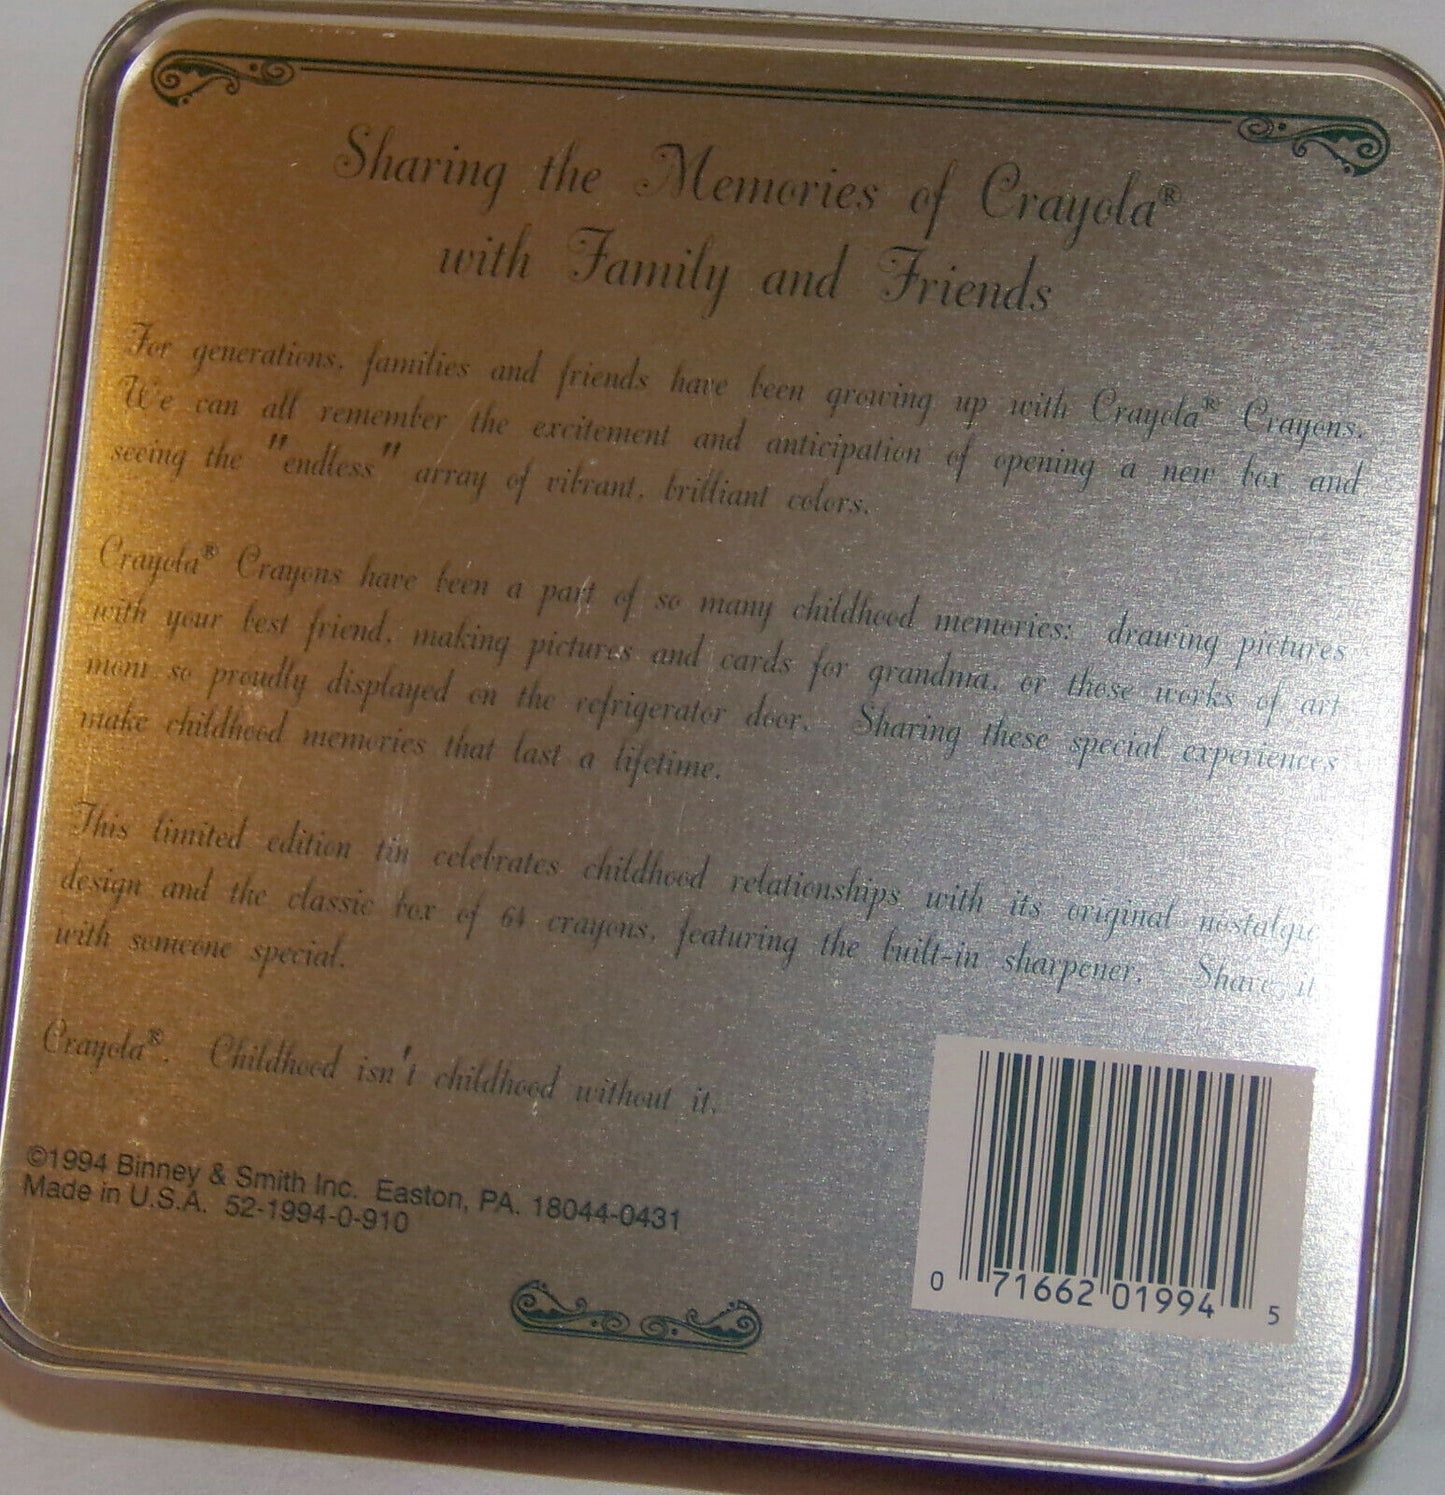 Sharing the Memories of Crayola®
with Family and Friends
For generations, families and friends have been growing up with Crayola® Crayons.
We can all remember the excitement and anticipation of opening a new box and
seeing the "endless" array of vibrant, brilliant colors.
Crayola® Crayons have been a part of so many childhood memories: drawing pictures
with your best friend, making pictures and cards for grandma, or those works of art
mom so proudly displayed on the refrigerator door. Sharing these special experiences
make childhood memories that last a lifetime.
This limited edition tin celebrates childhood relationships with its original nostalgic
design and the classic box of 64 crayons, featuring the built-in sharpener. Share it
with someone special.
Crayola®. Childhood isn't childhood without it.
©1994 Binney & Smith Inc. Easton, PA. 18044-0431
Made in U.S.A. 52-1994-0-910
0 71662 01994 5